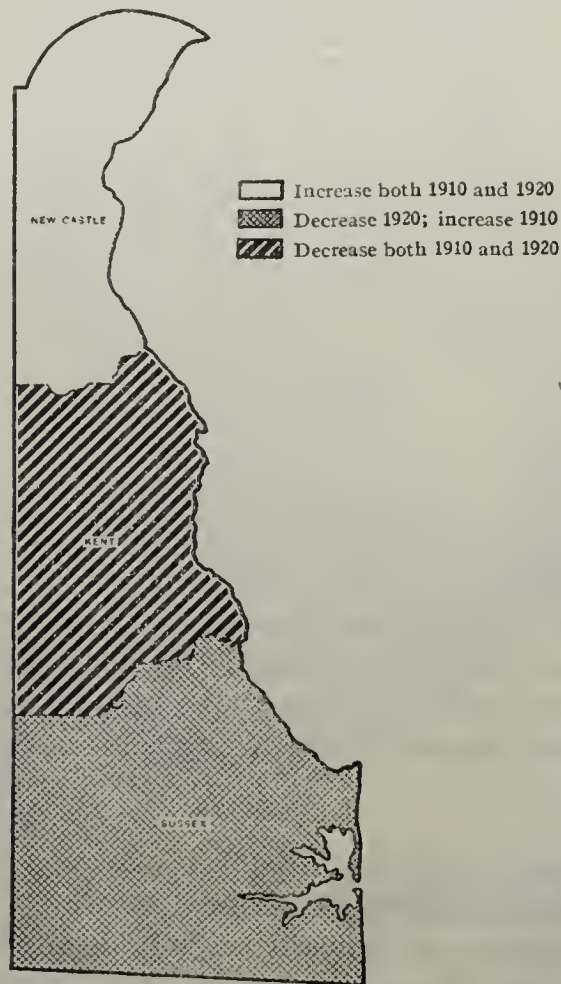 Increase both 1910 and 1920
NEW CASTLE
Decrease 1920; increase 1910
Decrease both 1910 and 1920
KENT
SUSSEX